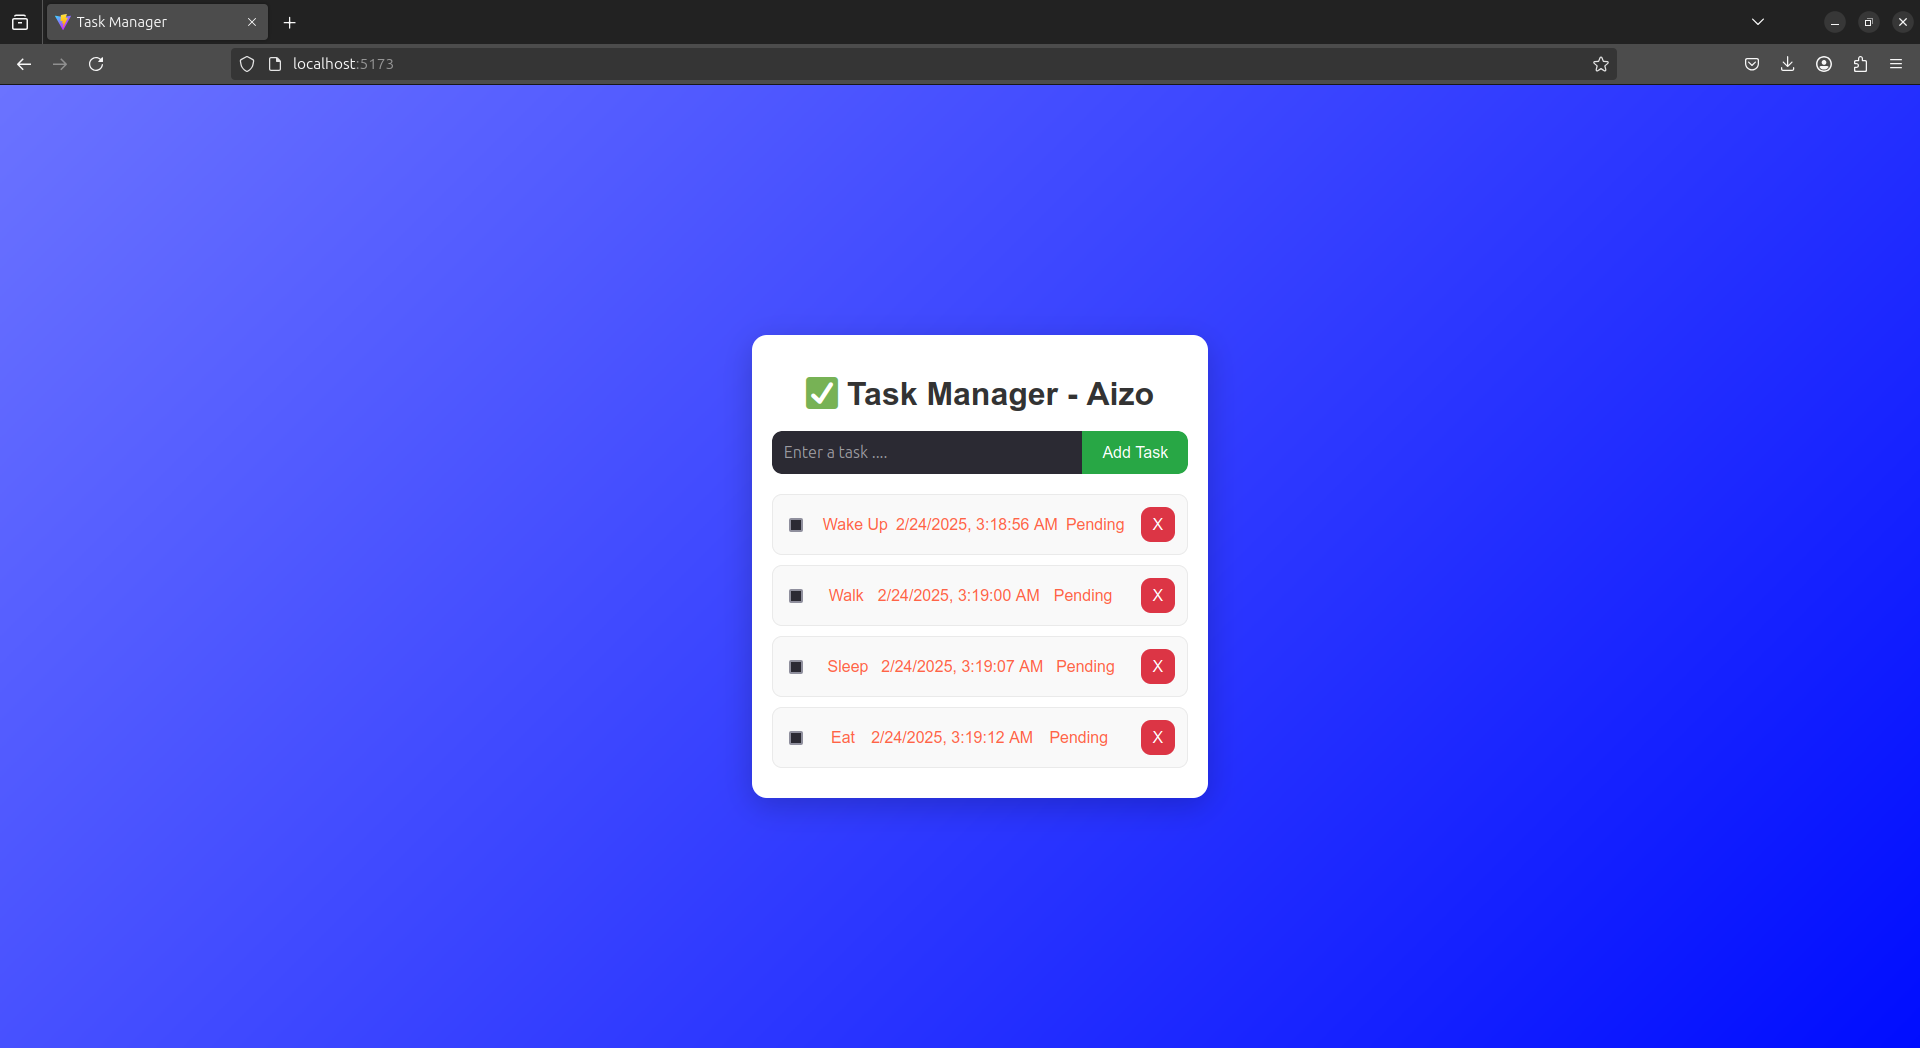 Task Manager
localhost:5173
✅ Task Manager - Aizo
Enter a task .... Add Task
Wake Up 2/24/2025, 3:18:56 AM Pending X
Walk 2/24/2025, 3:19:00 AM Pending X
Sleep 2/24/2025, 3:19:07 AM Pending X
Eat 2/24/2025, 3:19:12 AM Pending X